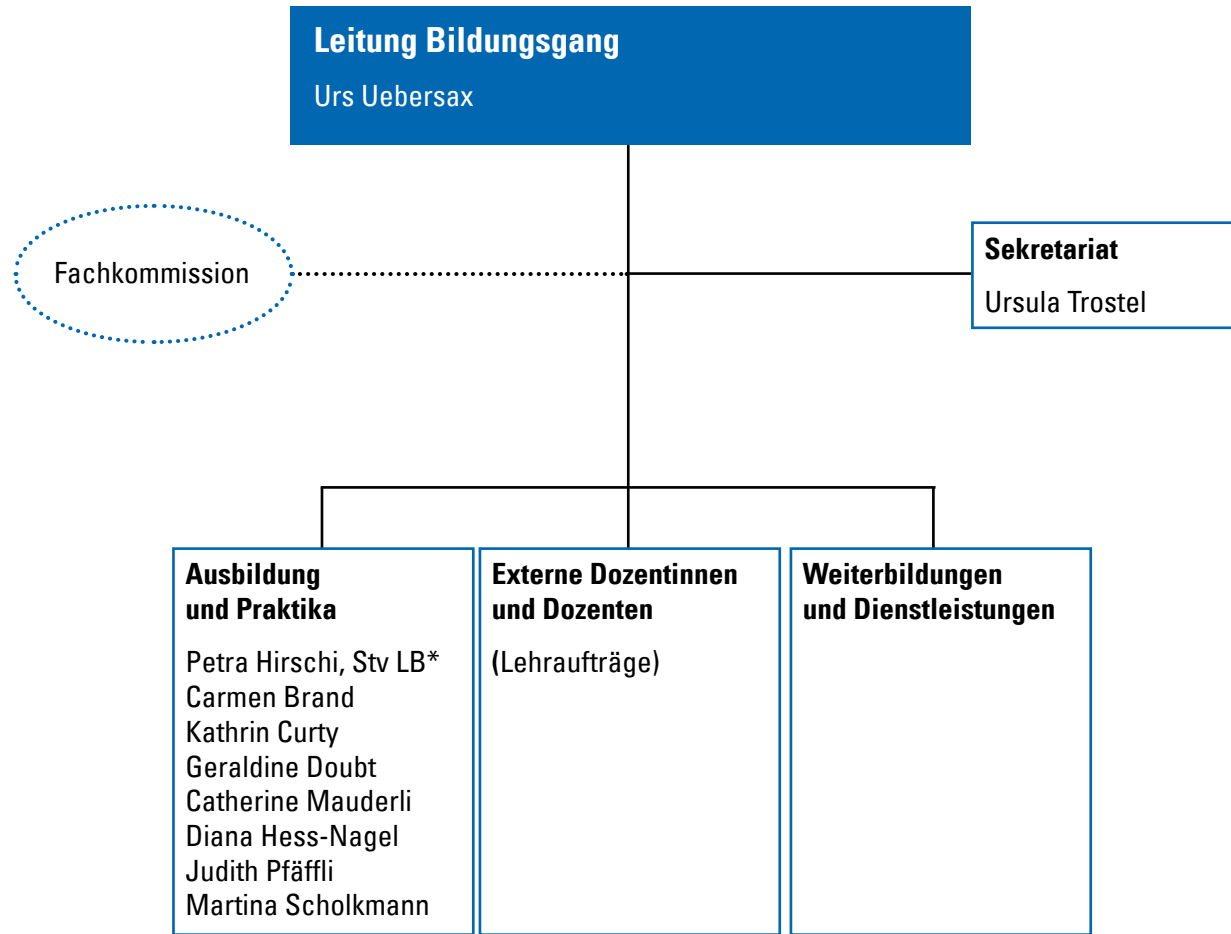 Leitung Bildungsgang
Urs Uebersax
Fachkommission
Sekretariat
Ursula Trostel
Ausbildung
und Praktika
Petra Hirschi, Stv LB*
Carmen Brand
Kathrin Curty
Geraldine Doubt
Catherine Mauderli
Diana Hess-Nagel
Judith Pfäffli
Martina Scholkmann
Externe Dozentinnen
und Dozenten
(Lehraufträge)
Weiterbildungen
und Dienstleistungen